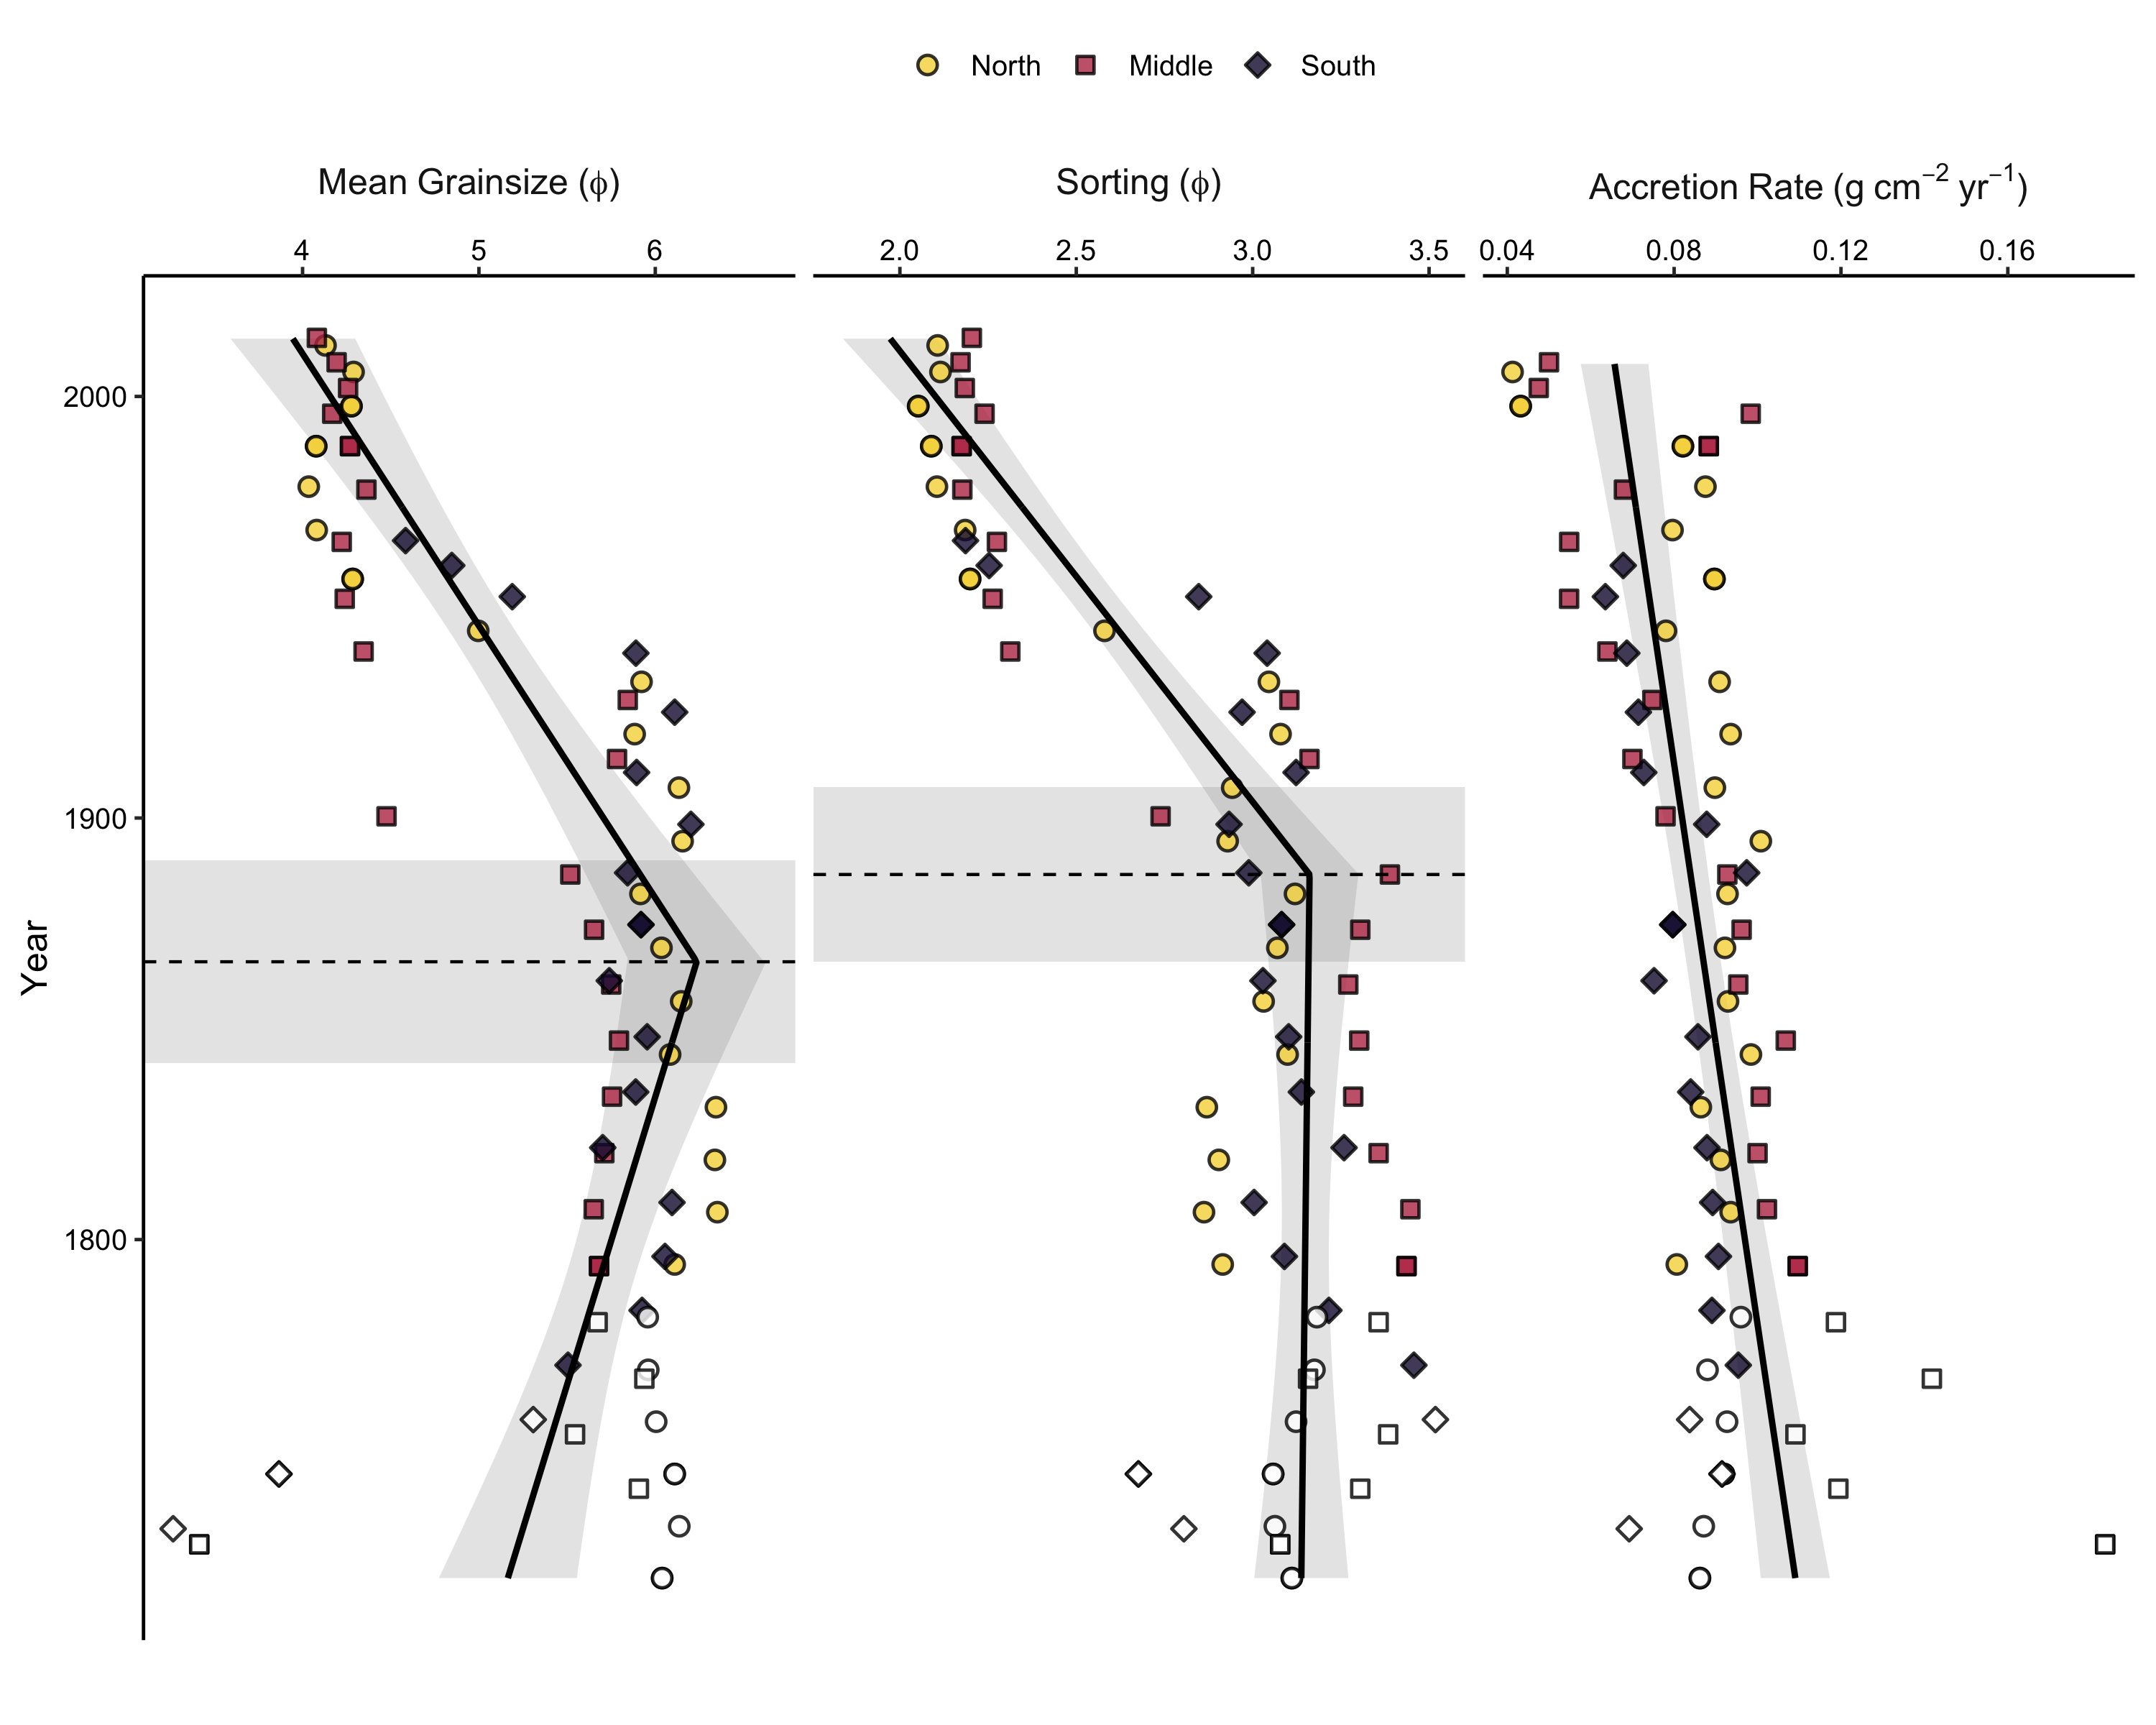 North Middle South
Mean Grainsize (ϕ) Sorting (ϕ) Accretion Rate (g cm⁻² yr⁻¹)
4 5 6 2.0 2.5 3.0 3.5 0.04 0.08 0.12 0.16
2000
1900
Year
1800